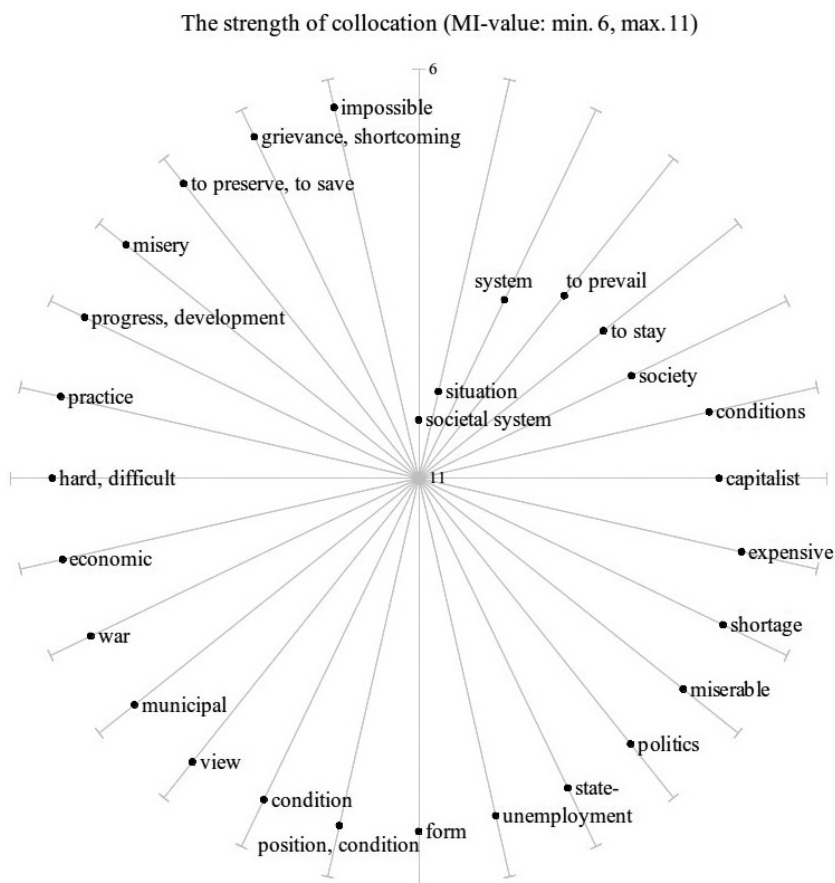 The strength of collocation (MI-value: min. 6, max. 11)
6
impossible
grievance, shortcoming
to preserve, to save
misery
system
to prevail
progress, development
to stay
society
situation
practice
conditions
societal system
hard, difficult
11
capitalist
expensive
economic
shortage
war
miserable
municipal
politics
view
state-
condition
unemployment
form
position, condition